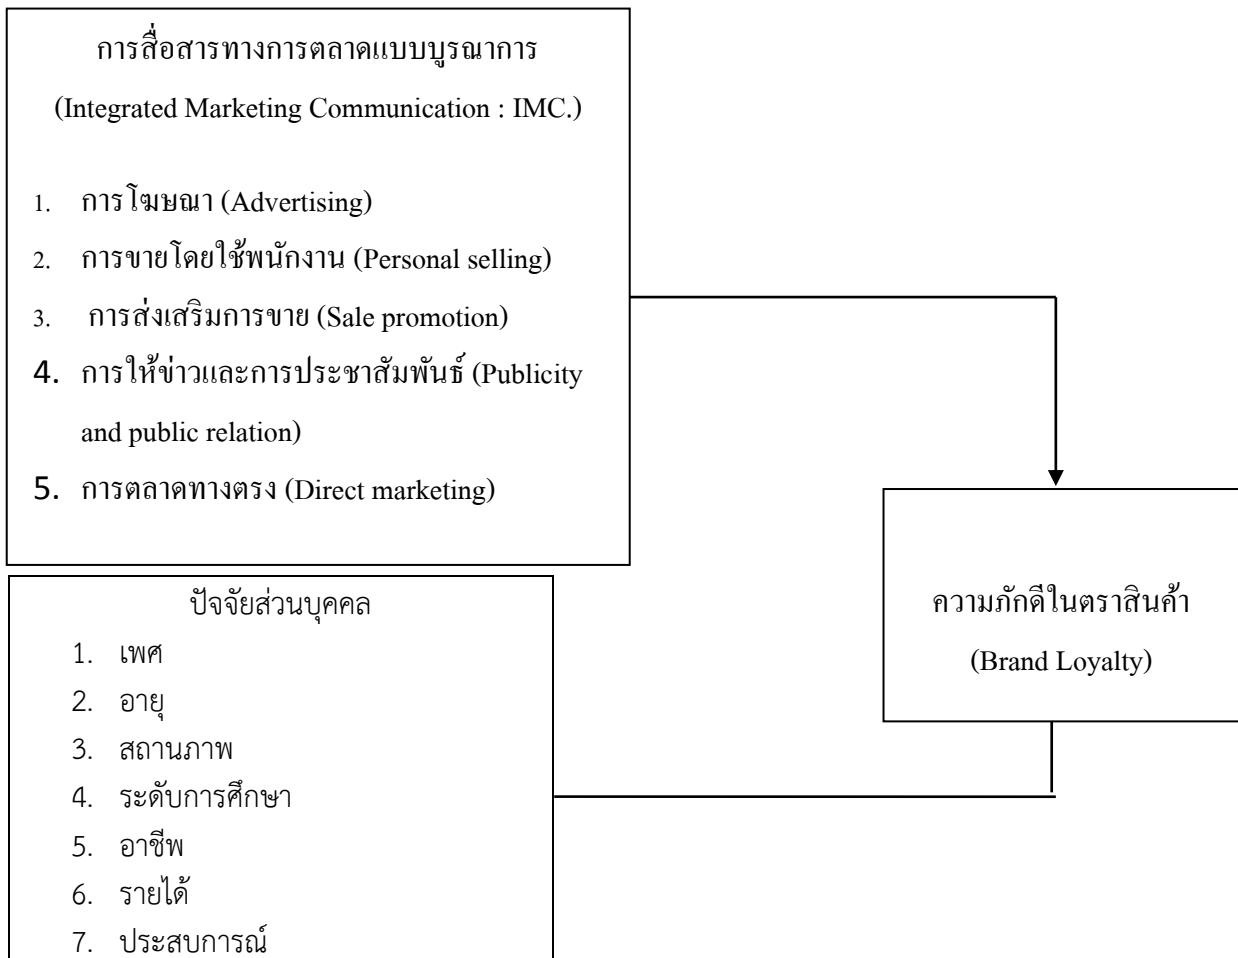 การสื่อสารทางการตลาดแบบบูรณาการ
(Integrated Marketing Communication : IMC.)
1. การโฆษณา (Advertising)
2. การขายโดยใช้พนักงาน (Personal selling)
3. การส่งเสริมการขาย (Sale promotion)
4. การให้ข่าวและการประชาสัมพันธ์ (Publicity
and public relation)
5. การตลาดทางตรง (Direct marketing)
ปัจจัยส่วนบุคคล
1. เพศ
2. อายุ
3. สถานภาพ
4. ระดับการศึกษา
5. อาชีพ
6. รายได้
7. ประสบการณ์
ความภักดีในตราสินค้า
(Brand Loyalty)